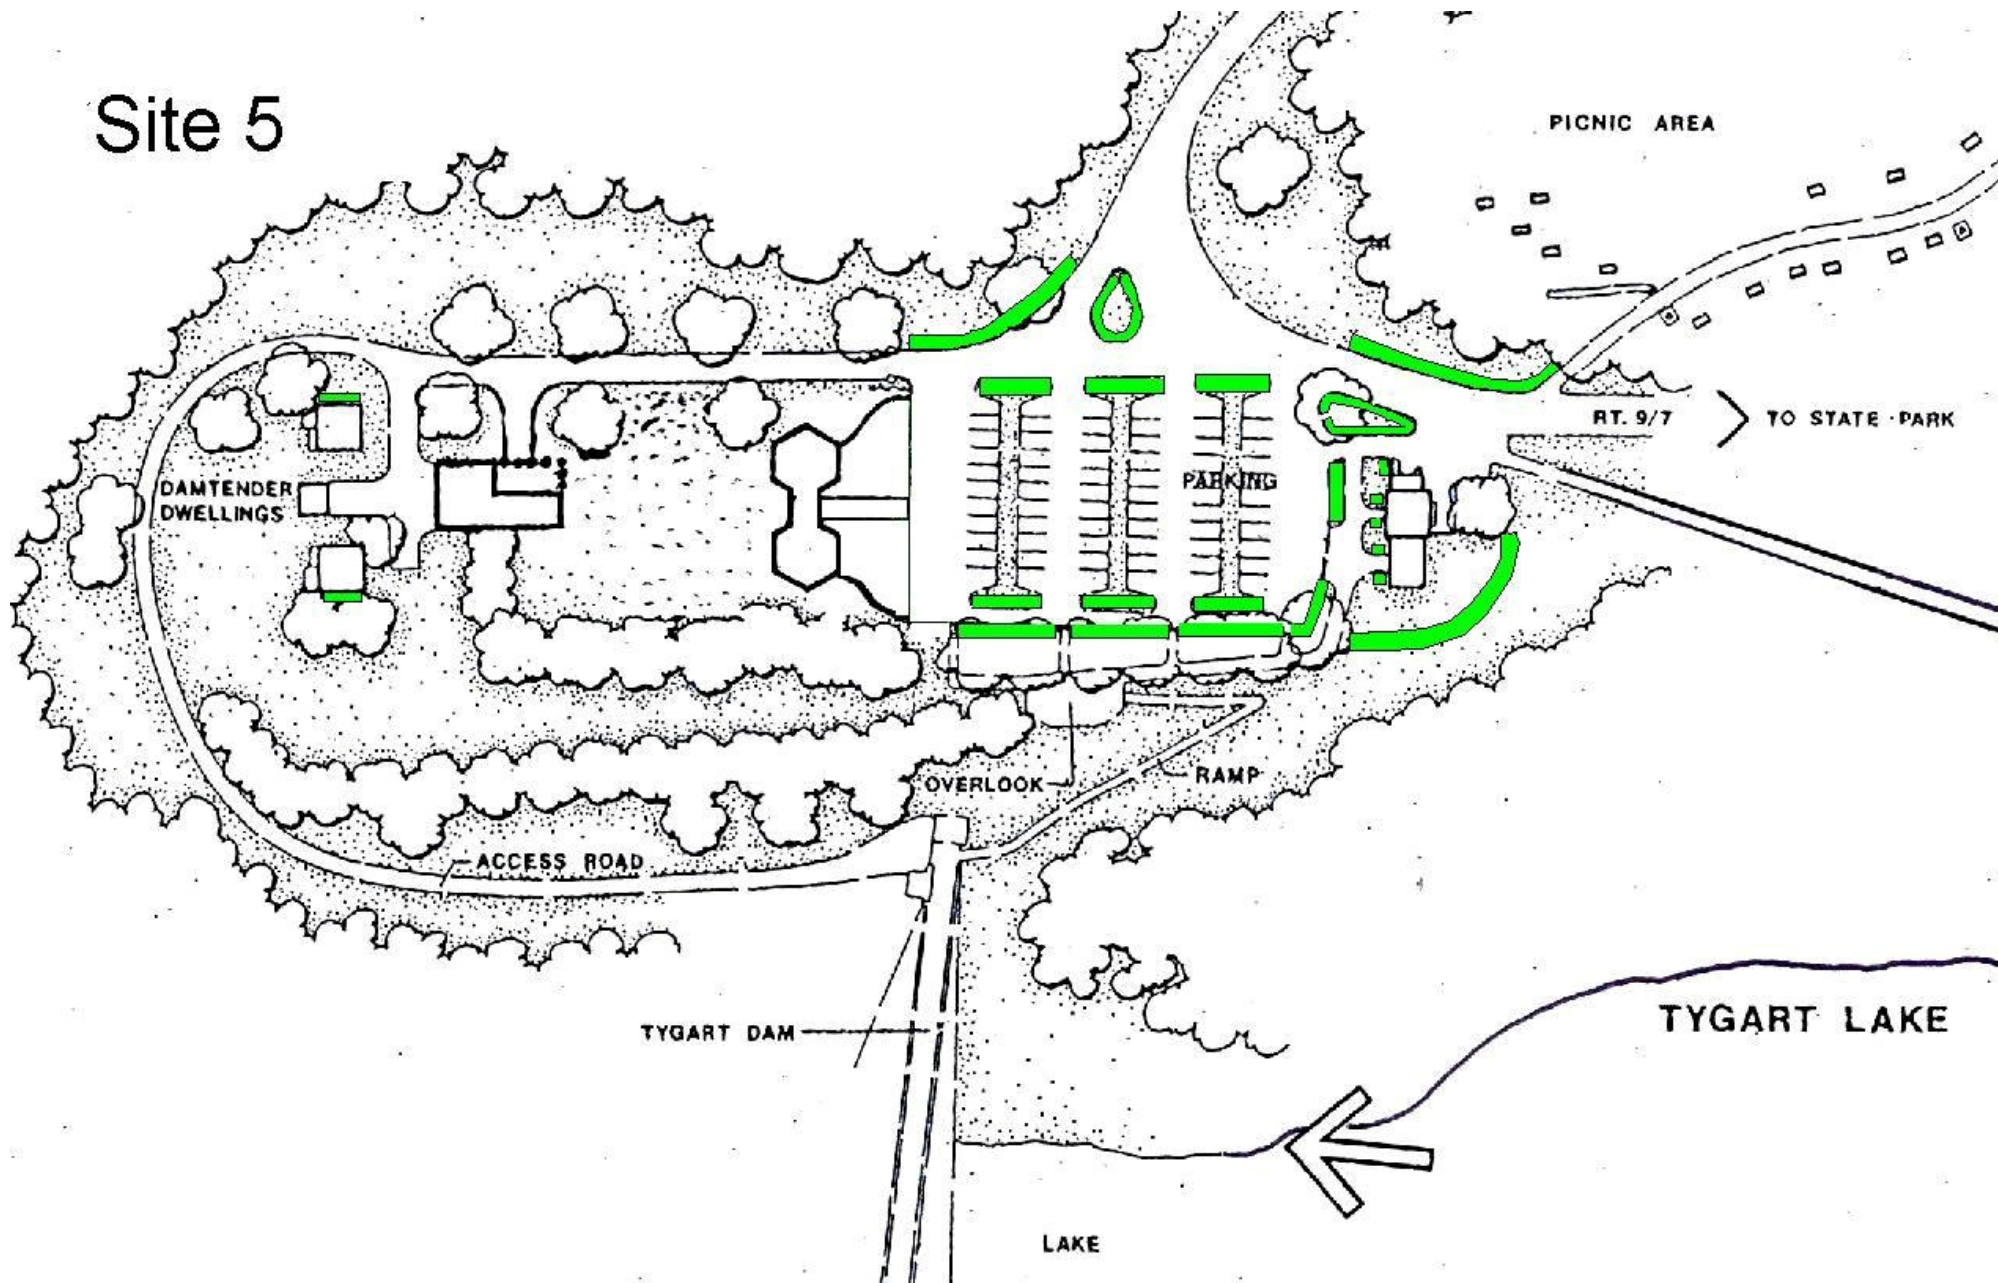 Site 5
PICNIC AREA
RT. 9/7
TO STATE PARK
PARKING
DAMTENDER
DWELLINGS
OVERLOOK
RAMP
ACCESS ROAD
TYGART DAM
TYGART LAKE
LAKE